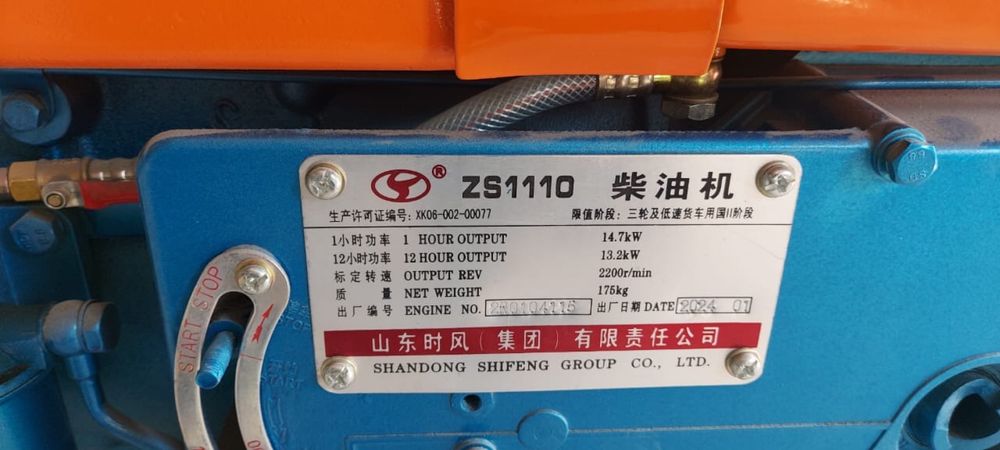 ® ZS1110 柴油机
生产许可证编号: XK06-002-00077 限值阶段: 三轮及低速货车用国II阶段
1小时功率 1 HOUR OUTPUT 14.7kW
12小时功率 12 HOUR OUTPUT 13.2kW
标定转速 OUTPUT REV 2200r/min
质量 NET WEIGHT 175kg
出厂编号 ENGINE NO. 2R0104115 出厂日期 DATE 2024 01
山东时风(集团)有限责任公司
SHANDONG SHIFENG GROUP CO., LTD.
START STOP
START